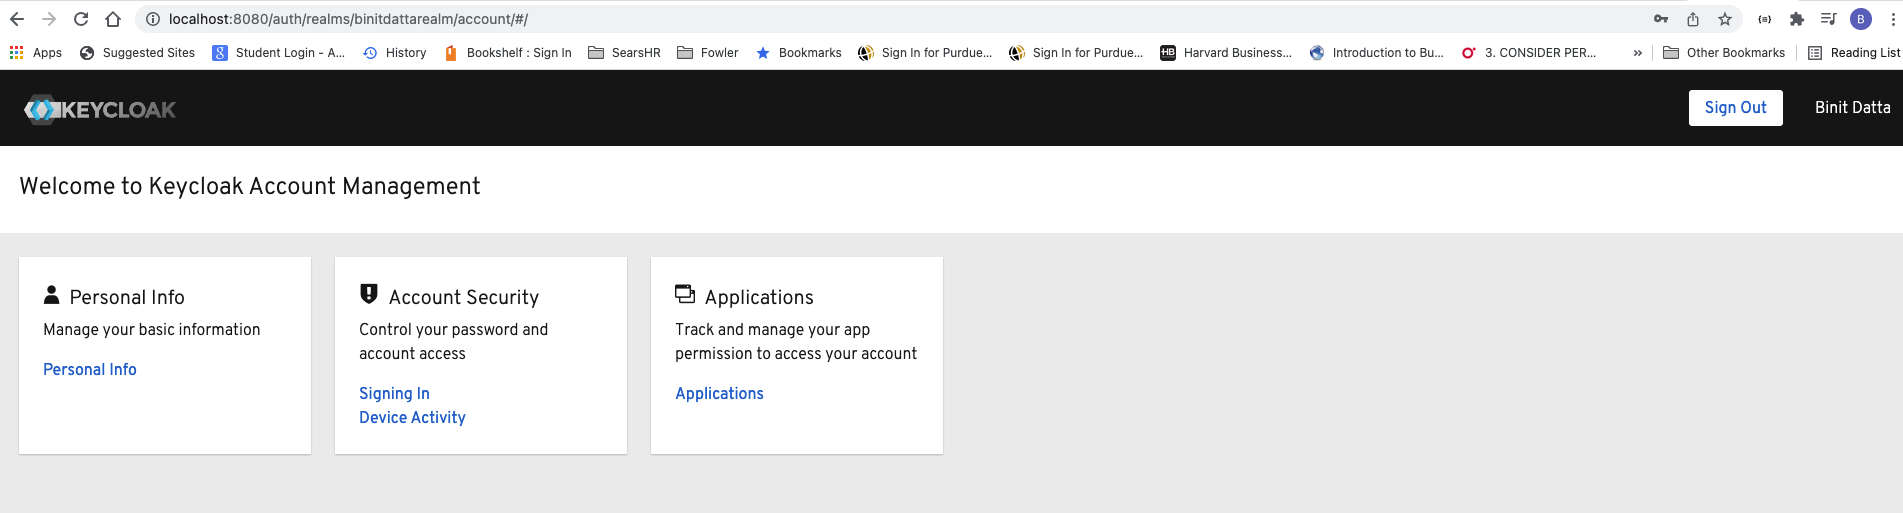 localhost:8080/auth/realms/binitdattarealm/account/#/
B
Apps Suggested Sites Student Login - A... History Bookshelf : Sign In SearsHR Fowler Bookmarks Sign In for Purdue... Sign In for Purdue... HB Harvard Business... Introduction to Bu... 3. CONSIDER PER... » Other Bookmarks Reading List
KEYCLOAK Sign Out Binit Datta
Welcome to Keycloak Account Management
Personal Info
Manage your basic information
Personal Info
Account Security
Control your password and
account access
Signing In
Device Activity
Applications
Track and manage your app
permission to access your account
Applications